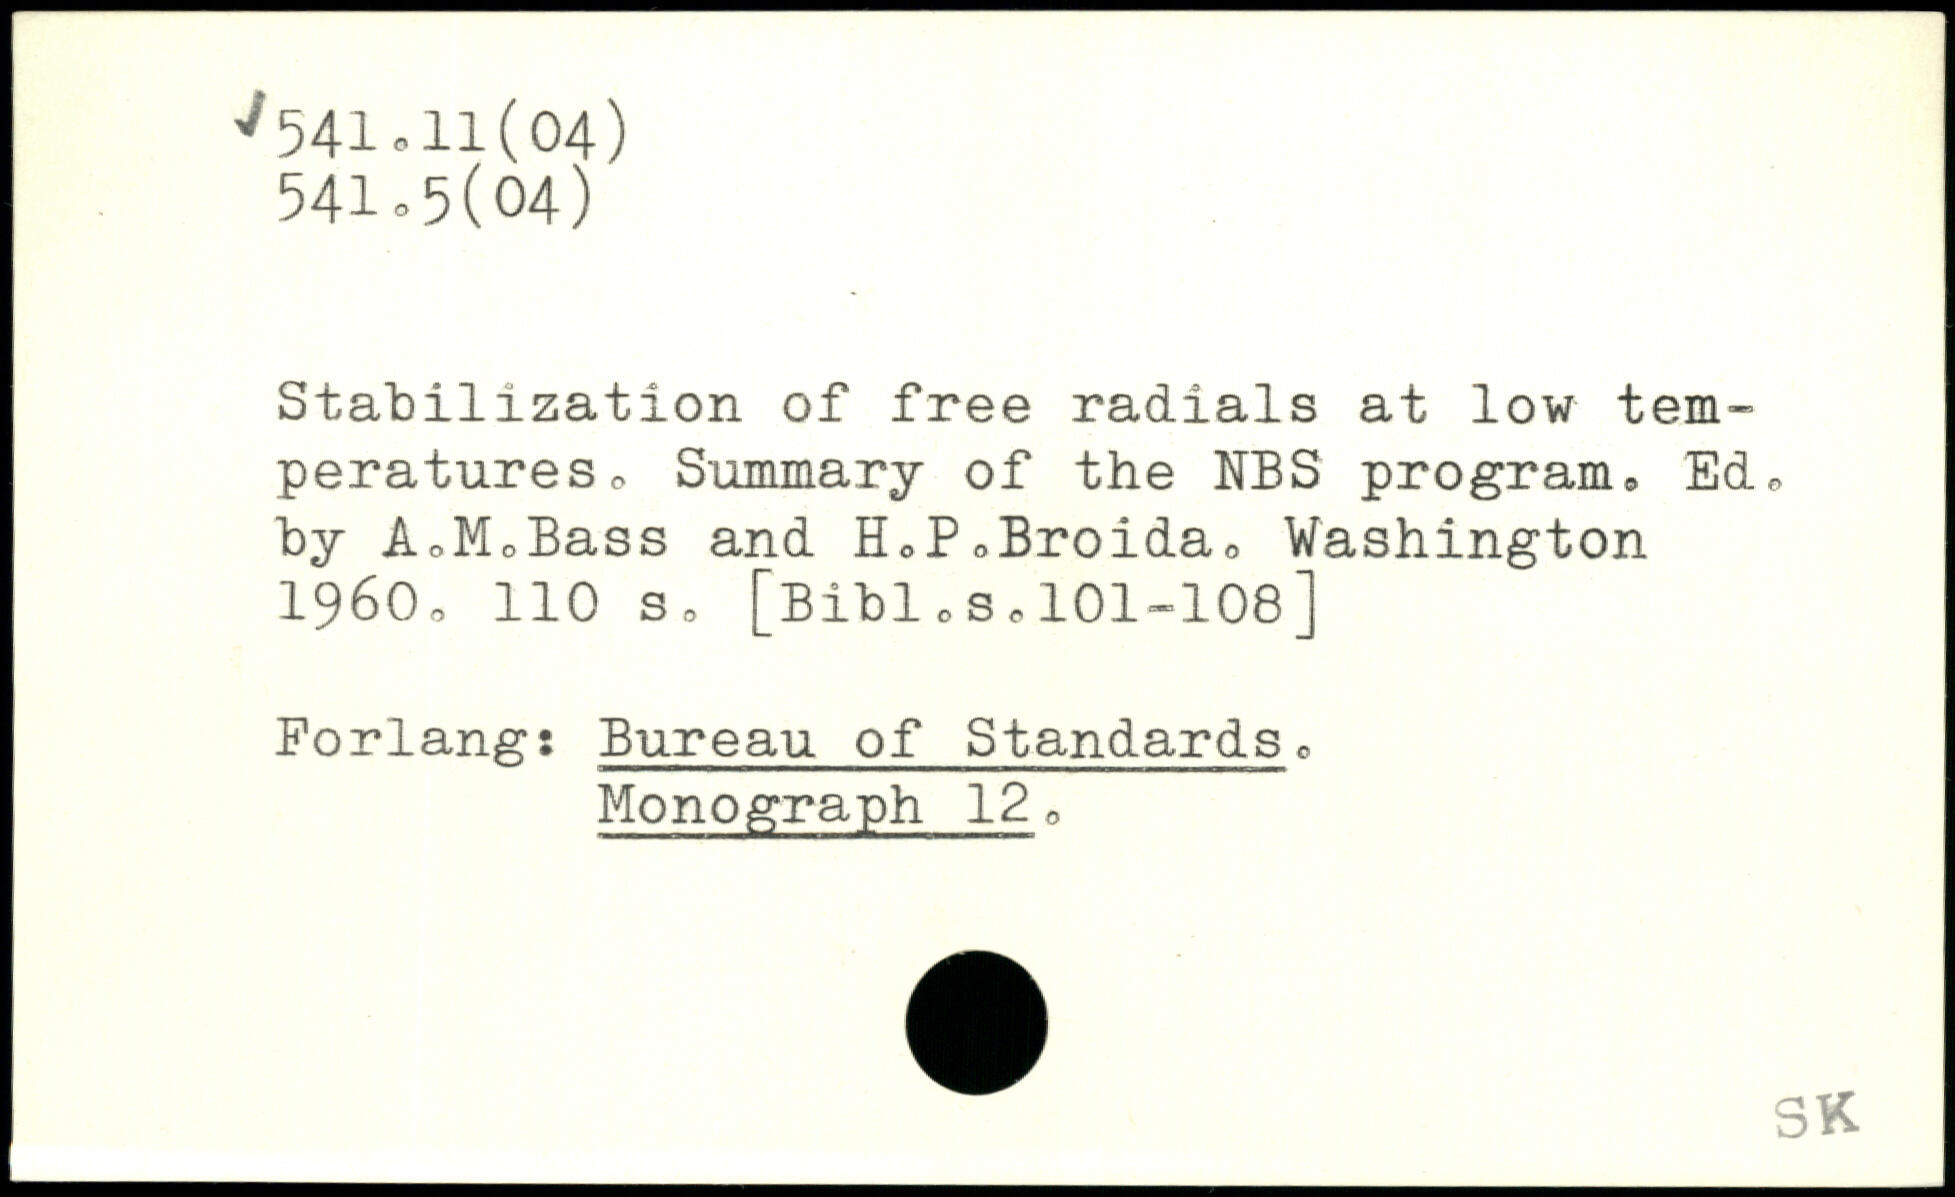 ✓541.11(04)
541.5(04)
Stabilization of free radials at low tem-
peratures. Summary of the NBS program. Ed.
by A.M.Bass and H.P.Broida. Washington
1960. 110 s. [Bibl.s.101-108]
Forlang: Bureau of Standards.
Monograph 12.
SK